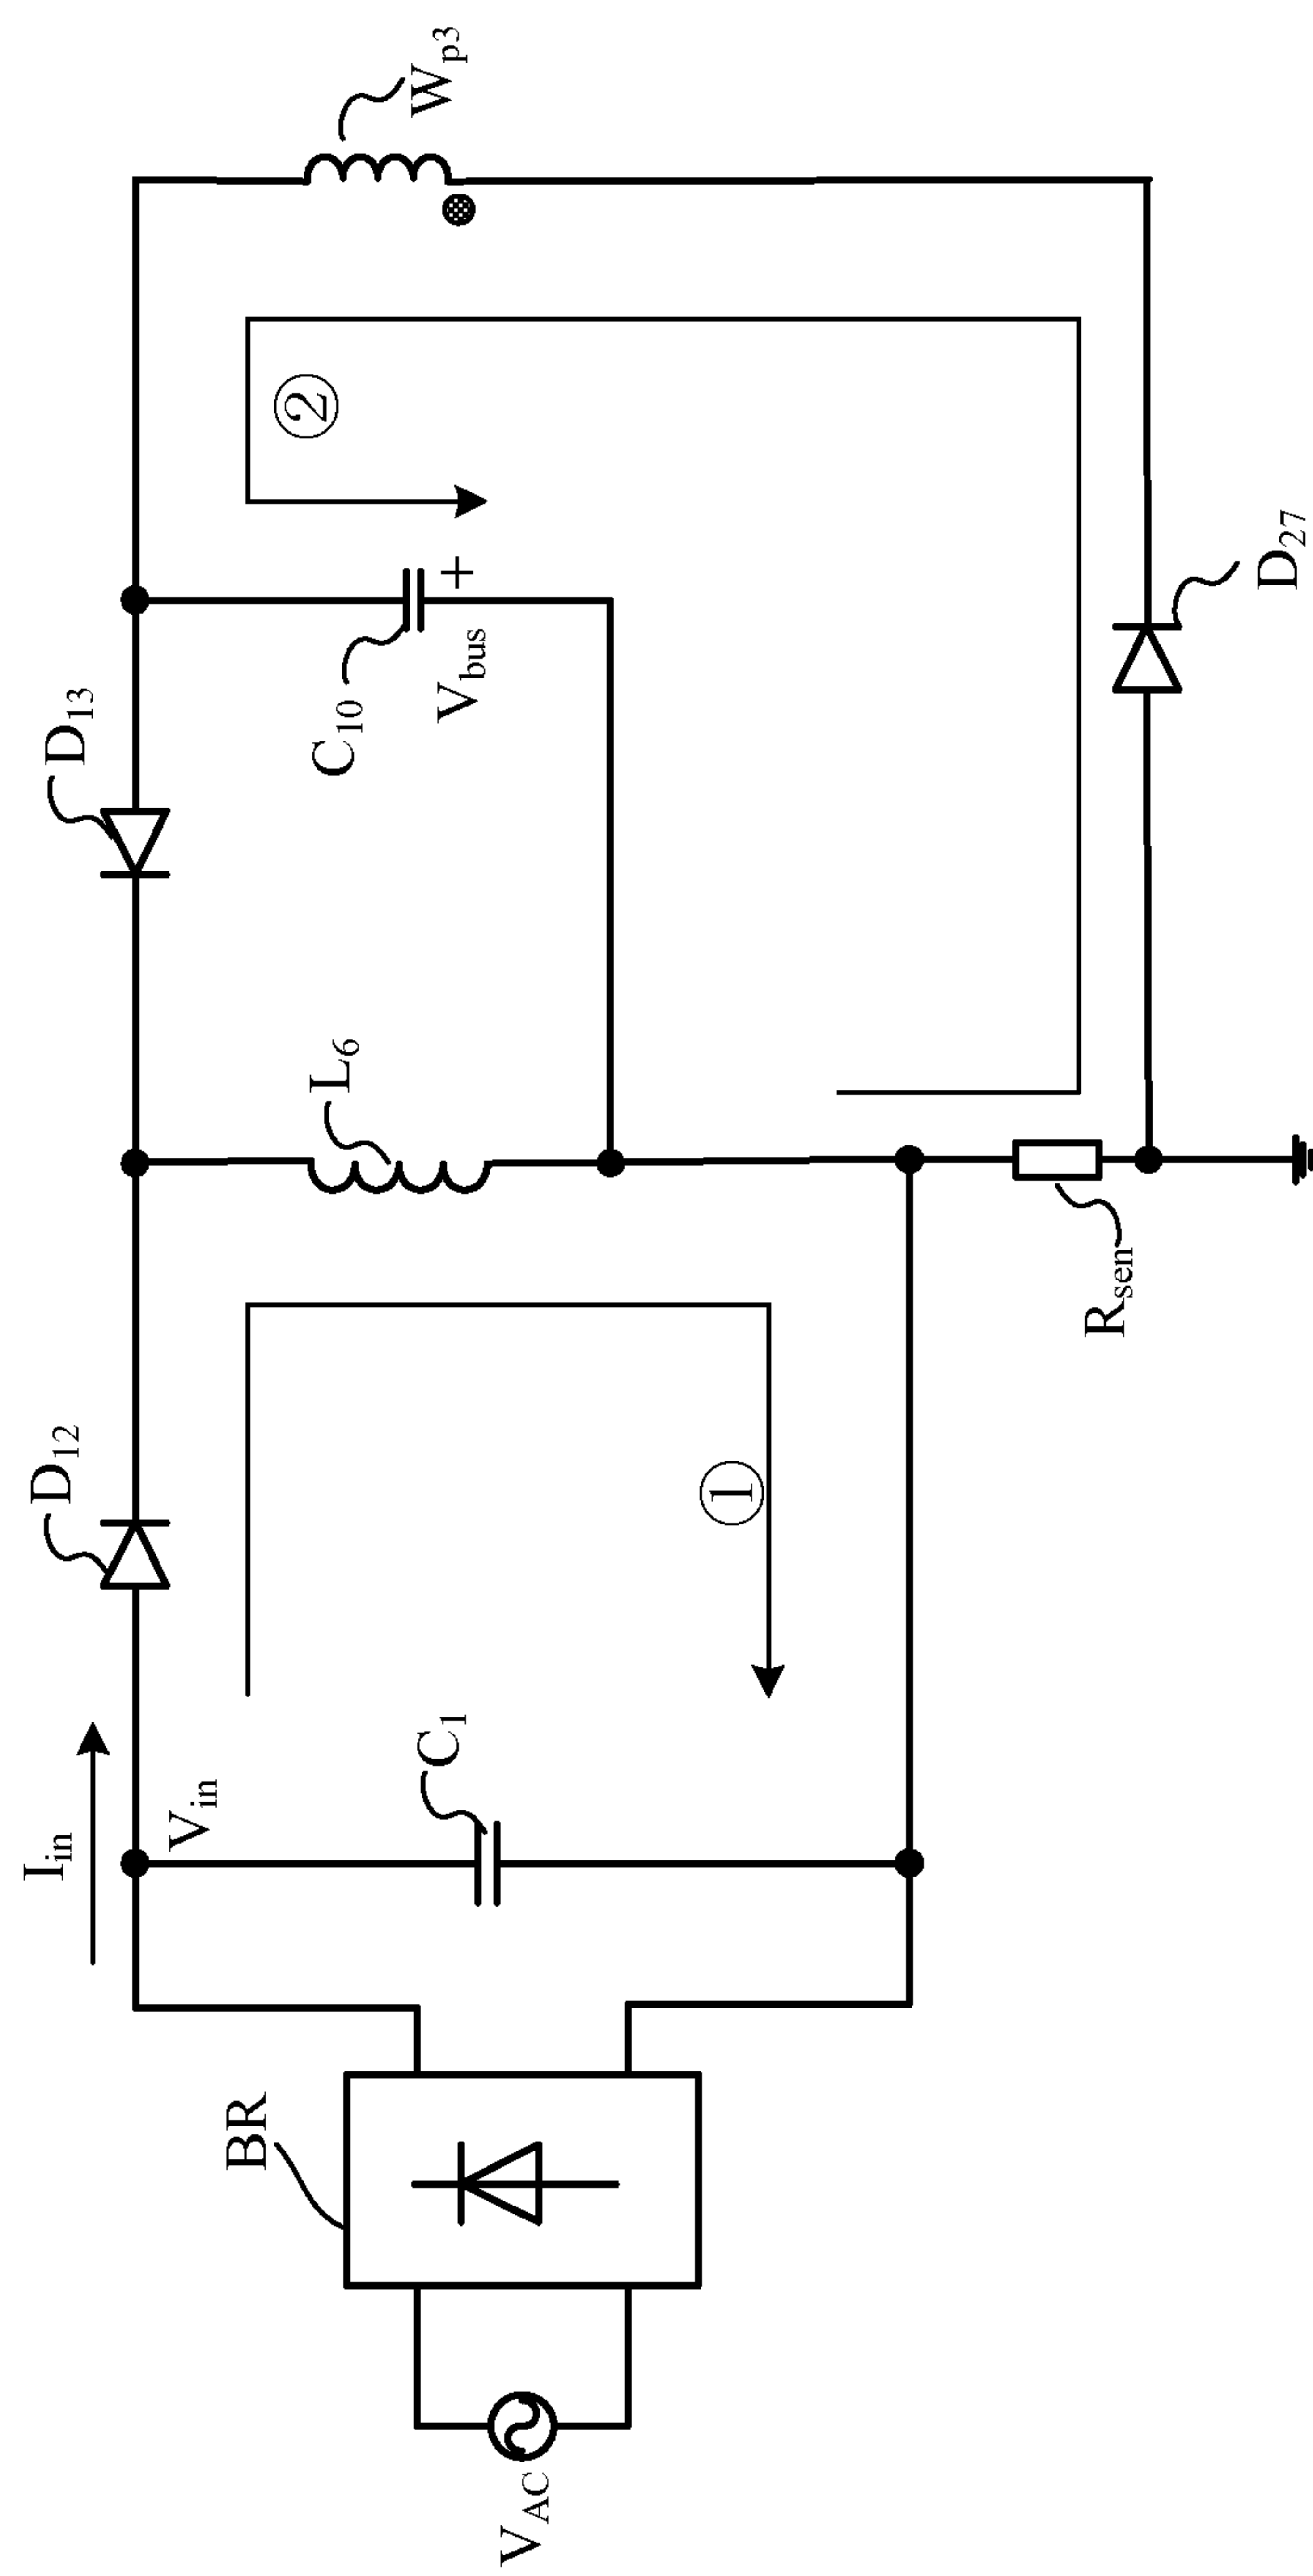 V_AC
BR
I_in
V_in
C_1
D_12
①
L_6
R_sen
D_13
C_10
V_bus
+
②
D_27
W_p3